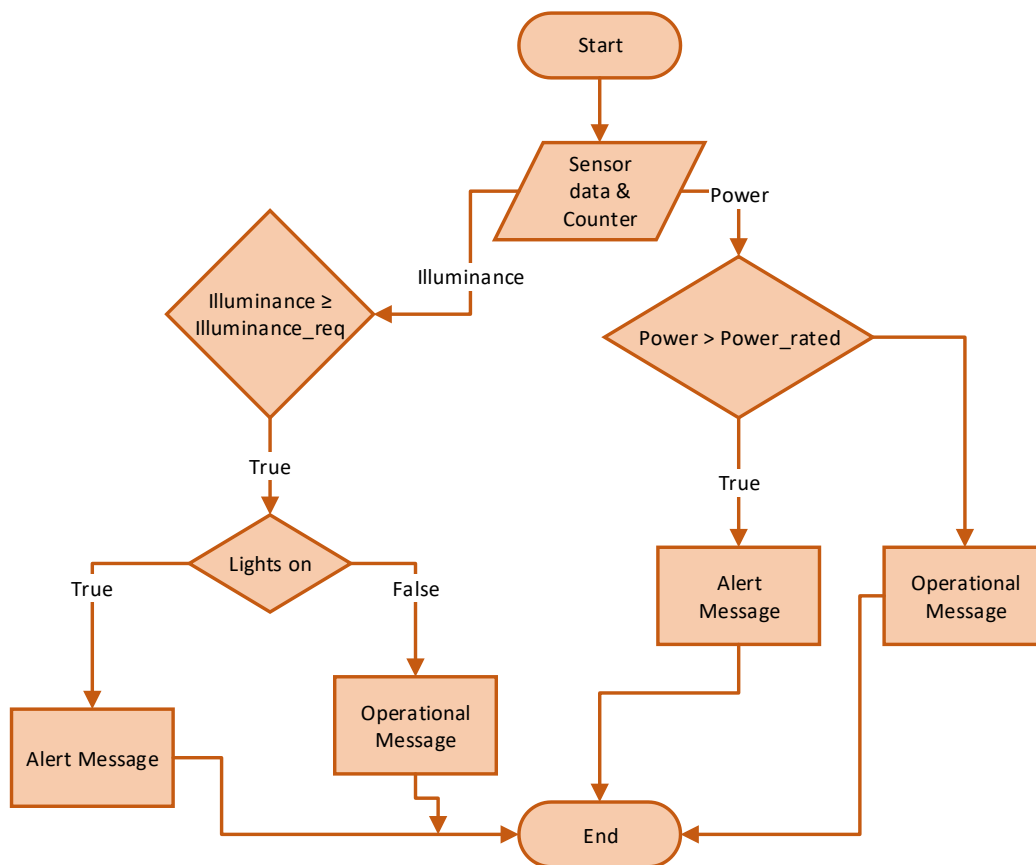 Start
Sensor
data &
Counter
Power
Illuminance
Illuminance ≥
Illuminance_req
Power > Power_rated
True
True
Lights on
True
False
Alert
Message
Operational
Message
Operational
Message
Alert Message
End